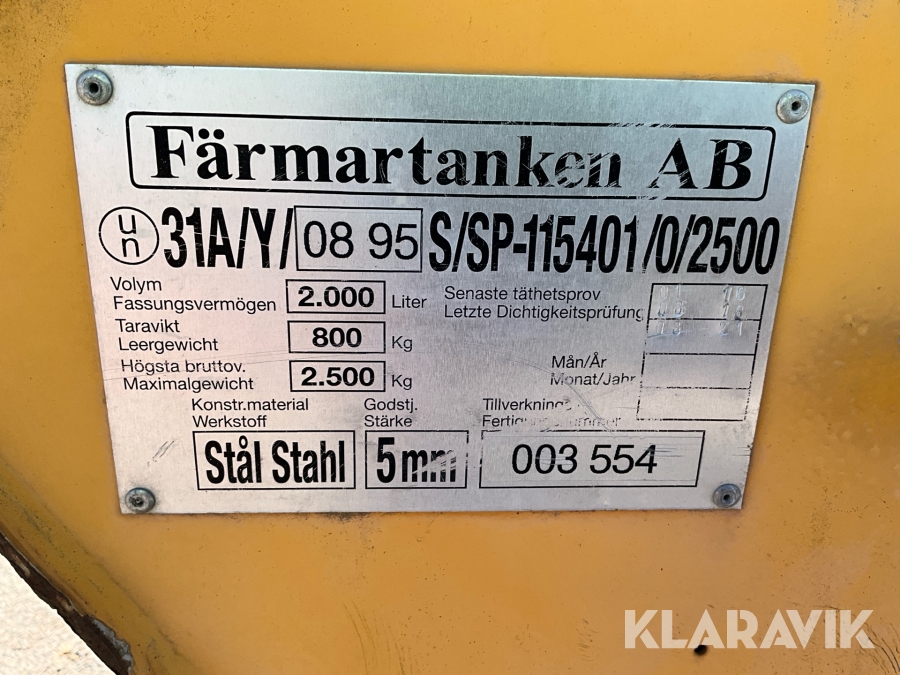 Färmartanken AB
un 31A/Y/ 08 95 S/SP-115401/0/2500
Volym
Fassungsvermögen 2.000 Liter
Senaste täthetsprov
Letzte Dichtigkeitsprüfung
Taravikt
Leergewicht 800 Kg
Högsta bruttov.
Maximalgewicht 2.500 Kg
Mån/År
Monat/Jahr
Konstr.material
Werkstoff
Stål Stahl
Godstj.
Stärke
5mm
003 554
KLARAVIK